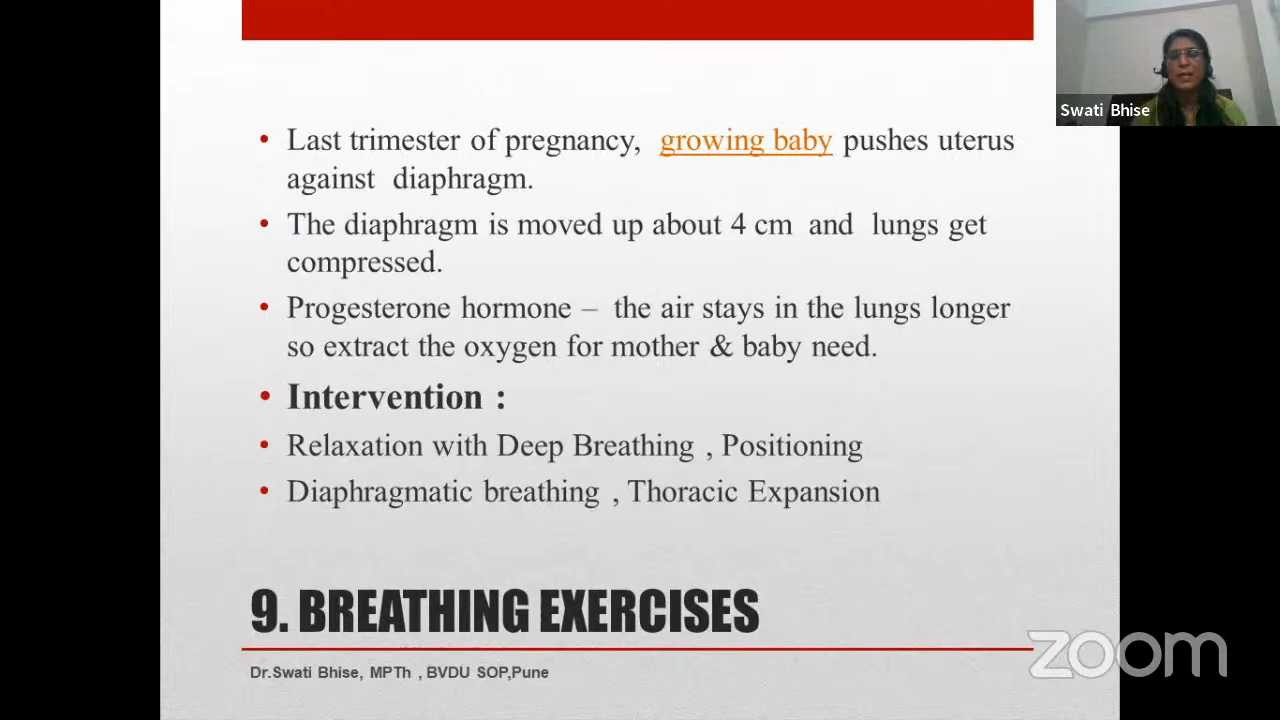 Swati Bhise
• Last trimester of pregnancy, growing baby pushes uterus
against diaphragm.
• The diaphragm is moved up about 4 cm and lungs get
compressed.
• Progesterone hormone – the air stays in the lungs longer
so extract the oxygen for mother & baby need.
• Intervention :
• Relaxation with Deep Breathing , Positioning
• Diaphragmatic breathing , Thoracic Expansion
9. BREATHING EXERCISES
Dr.Swati Bhise, MPTh , BVDU SOP,Pune
zoom